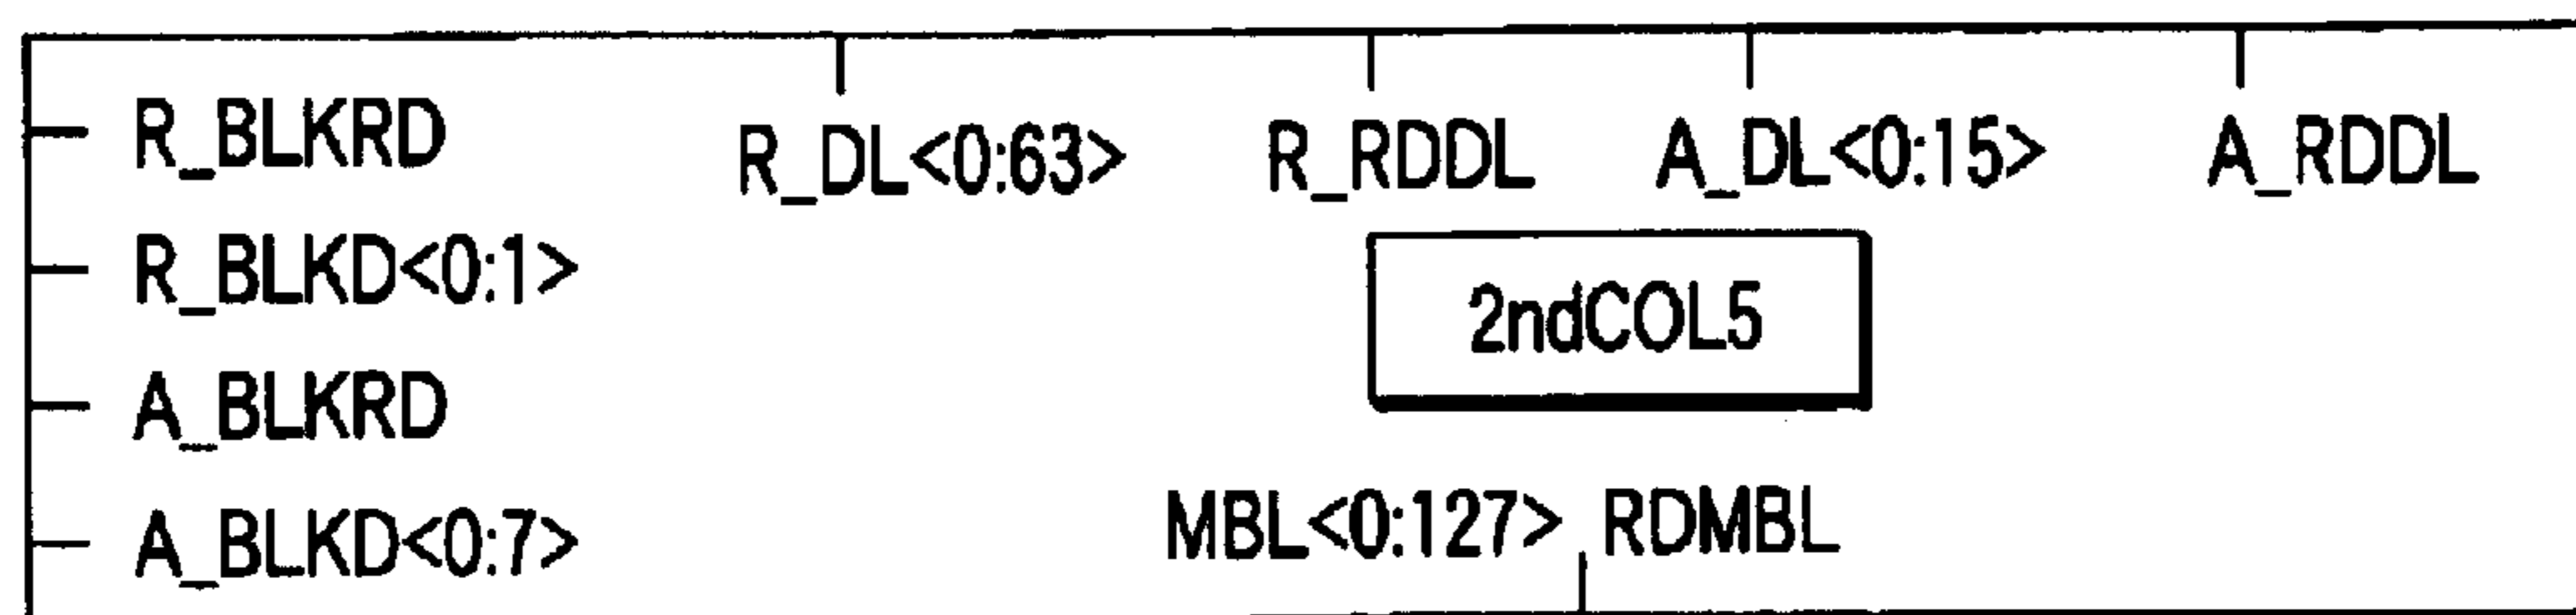 R_BLKRD
R_DL<0:63> R_RDDL A_DL<0:15> A_RDDL
R_BLKD<0:1>
2ndCOL5
A_BLKRD
MBL<0:127> RDMBL
A_BLKD<0:7>